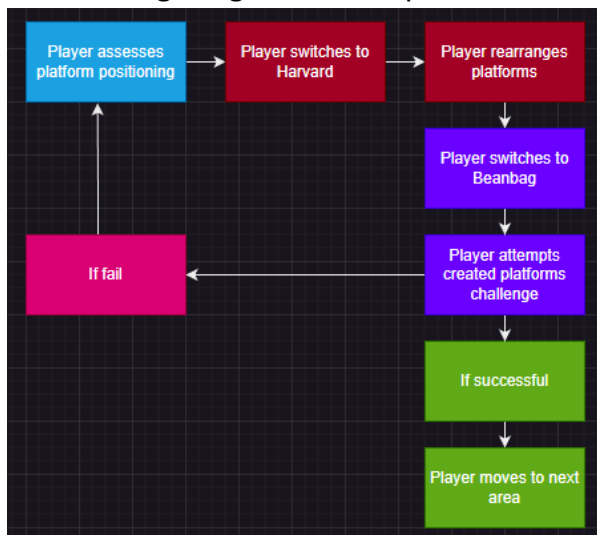 Player assesses
platform positioning
Player switches to
Harvard
Player rearranges
platforms
Player switches to
Beanbag
If fail
Player attempts
created platforms
challenge
If successful
Player moves to next
area